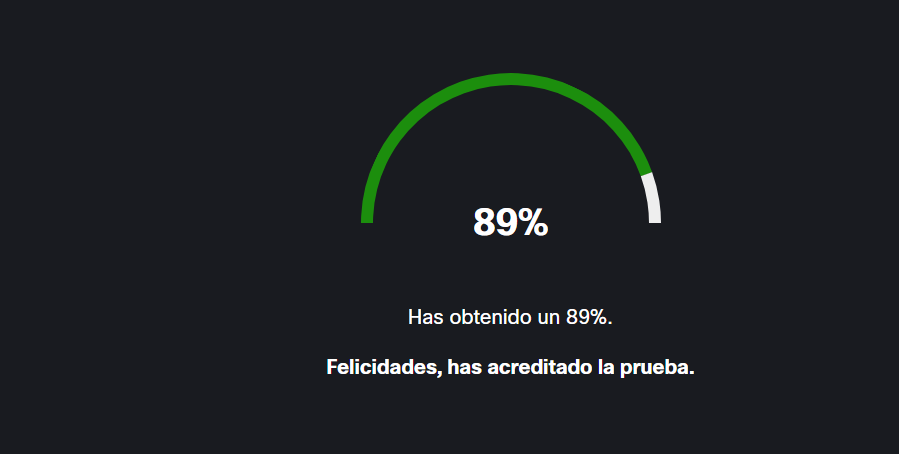 89%
Has obtenido un 89%.
Felicidades, has acreditado la prueba.